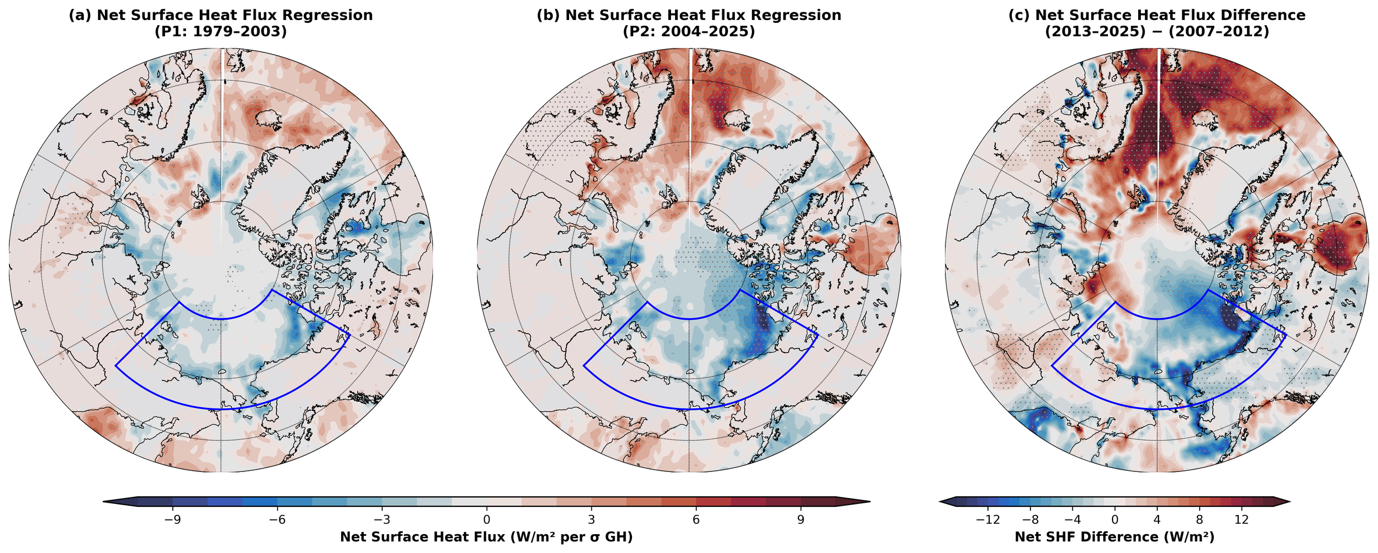 (a) Net Surface Heat Flux Regression
(P1: 1979–2003)
(b) Net Surface Heat Flux Regression
(P2: 2004–2025)
(c) Net Surface Heat Flux Difference
(2013–2025) − (2007–2012)
−9 −6 −3 0 3 6 9
Net Surface Heat Flux (W/m² per σ GH)
−12 −8 −4 0 4 8 12
Net SHF Difference (W/m²)